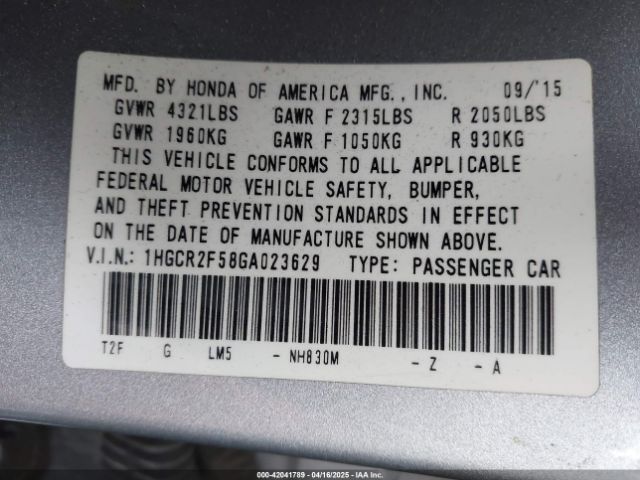 MFD. BY HONDA OF AMERICA MFG., INC. 09/'15
GVWR 4321LBS GAWR F 2315LBS R 2050LBS
GVWR 1960KG GAWR F 1050KG R 930KG
THIS VEHICLE CONFORMS TO ALL APPLICABLE
FEDERAL MOTOR VEHICLE SAFETY, BUMPER,
AND THEFT PREVENTION STANDARDS IN EFFECT
ON THE DATE OF MANUFACTURE SHOWN ABOVE.
V.I.N.: 1HGCR2F58GA023629 TYPE: PASSENGER CAR
T2F G LM5 - NH830M - Z - A
000-42041789 - 04/16/2025 - IAA Inc.